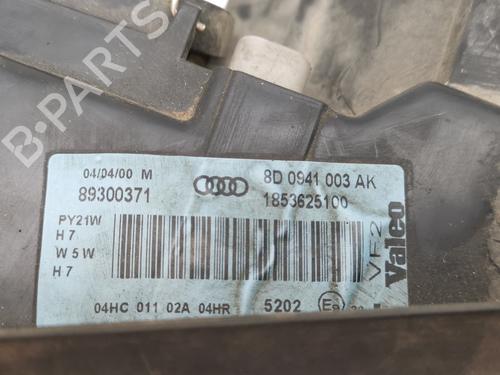 B-PARTS
04/04/00 M
8D 0941 003 AK
89300371
1853625100
PY21W
H7
W5W
H7
VF2
Valeo
04HC 011 02A 04HR
5202